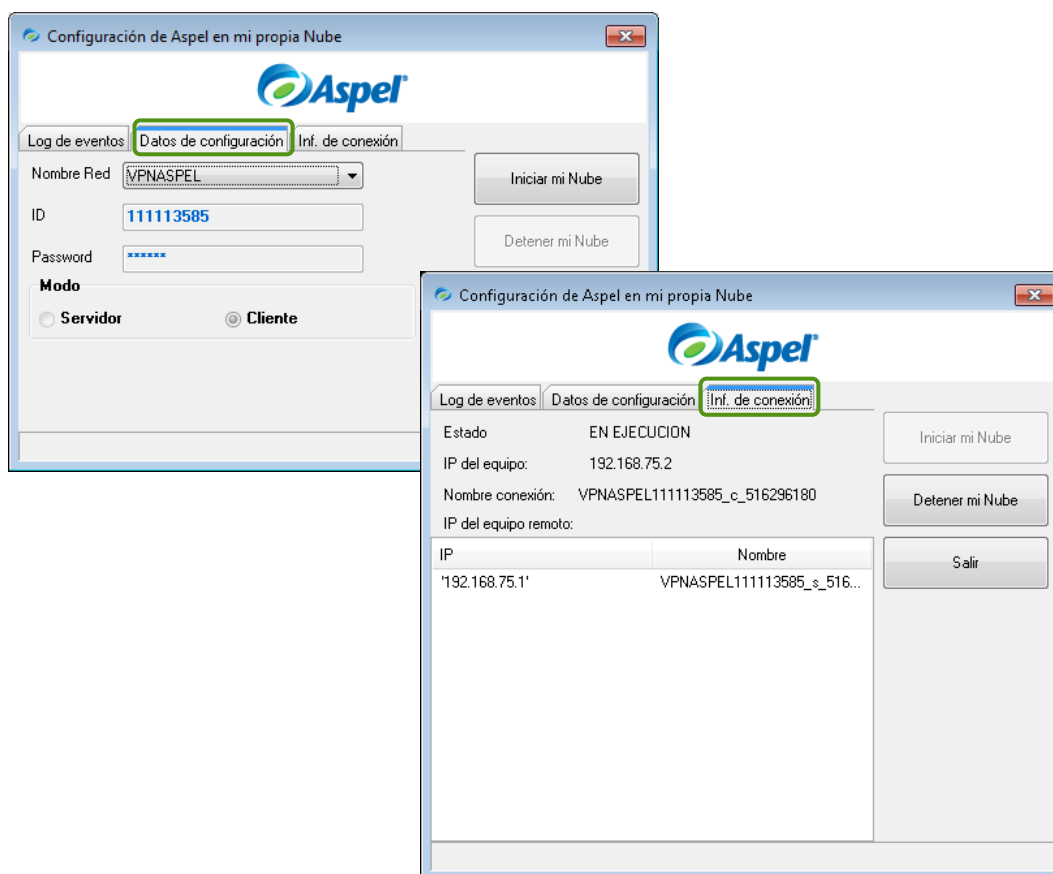 Configuración de Aspel en mi propia Nube
Aspel®
Log de eventos Datos de configuración Inf. de conexión
Nombre Red VPNASPEL
Iniciar mi Nube
ID 111113585
Detener mi Nube
Password ******
Modo
Servidor Cliente
Configuración de Aspel en mi propia Nube
Aspel®
Log de eventos Datos de configuración Inf. de conexión
Estado EN EJECUCION
Iniciar mi Nube
IP del equipo: 192.168.75.2
Nombre conexión: VPNASPEL111113585_c_516296180
Detener mi Nube
IP del equipo remoto:
IP Nombre
Salir
'192.168.75.1' VPNASPEL111113585_s_516...